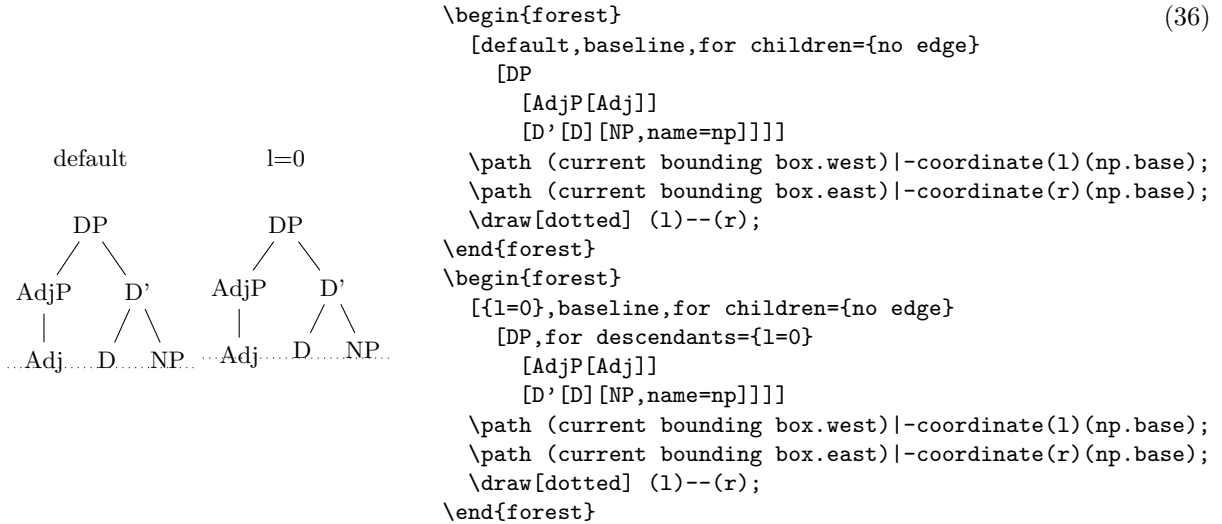 default l=0
DP DP
AdjP D' AdjP D'
Adj D NP Adj D NP
\begin{forest} (36)
  [default,baseline,for children={no edge}
    [DP
      [AdjP[Adj]]
      [D'[D][NP,name=np]]]]
  \path (current bounding box.west)|-coordinate(l)(np.base);
  \path (current bounding box.east)|-coordinate(r)(np.base);
  \draw[dotted] (l)--(r);
\end{forest}
\begin{forest}
  [{l=0},baseline,for children={no edge}
    [DP,for descendants={l=0}
      [AdjP[Adj]]
      [D'[D][NP,name=np]]]]
  \path (current bounding box.west)|-coordinate(l)(np.base);
  \path (current bounding box.east)|-coordinate(r)(np.base);
  \draw[dotted] (l)--(r);
\end{forest}